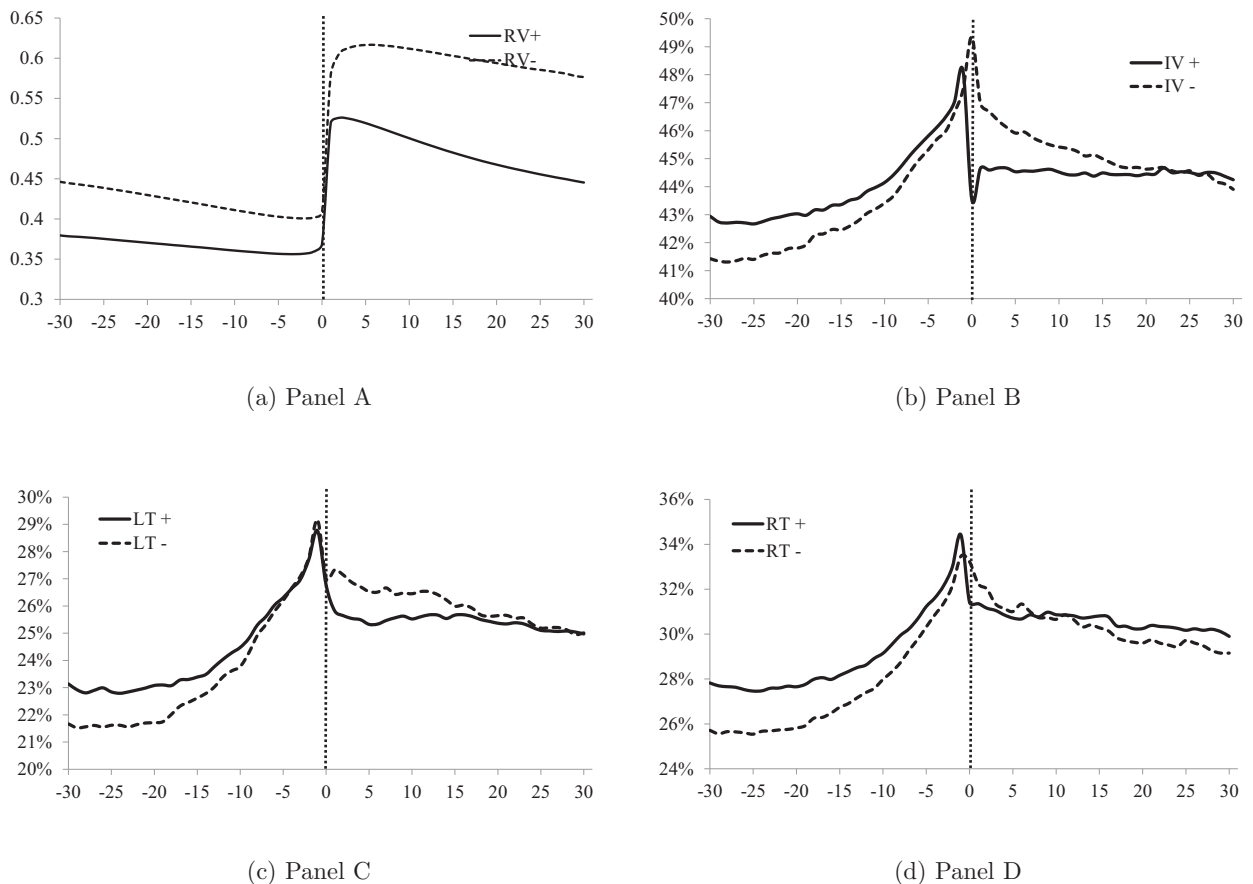 0.65
0.6
0.55
0.5
0.45
0.4
0.35
0.3
-30 -25 -20 -15 -10 -5 0 5 10 15 20 25 30
RV+
RV-
(a) Panel A
50%
49%
48%
47%
46%
45%
44%
43%
42%
41%
40%
-30 -25 -20 -15 -10 -5 0 5 10 15 20 25 30
IV +
IV -
(b) Panel B
30%
29%
28%
27%
26%
25%
24%
23%
22%
21%
20%
-30 -25 -20 -15 -10 -5 0 5 10 15 20 25 30
LT +
LT -
(c) Panel C
36%
34%
32%
30%
28%
26%
24%
-30 -25 -20 -15 -10 -5 0 5 10 15 20 25 30
RT +
RT -
(d) Panel D